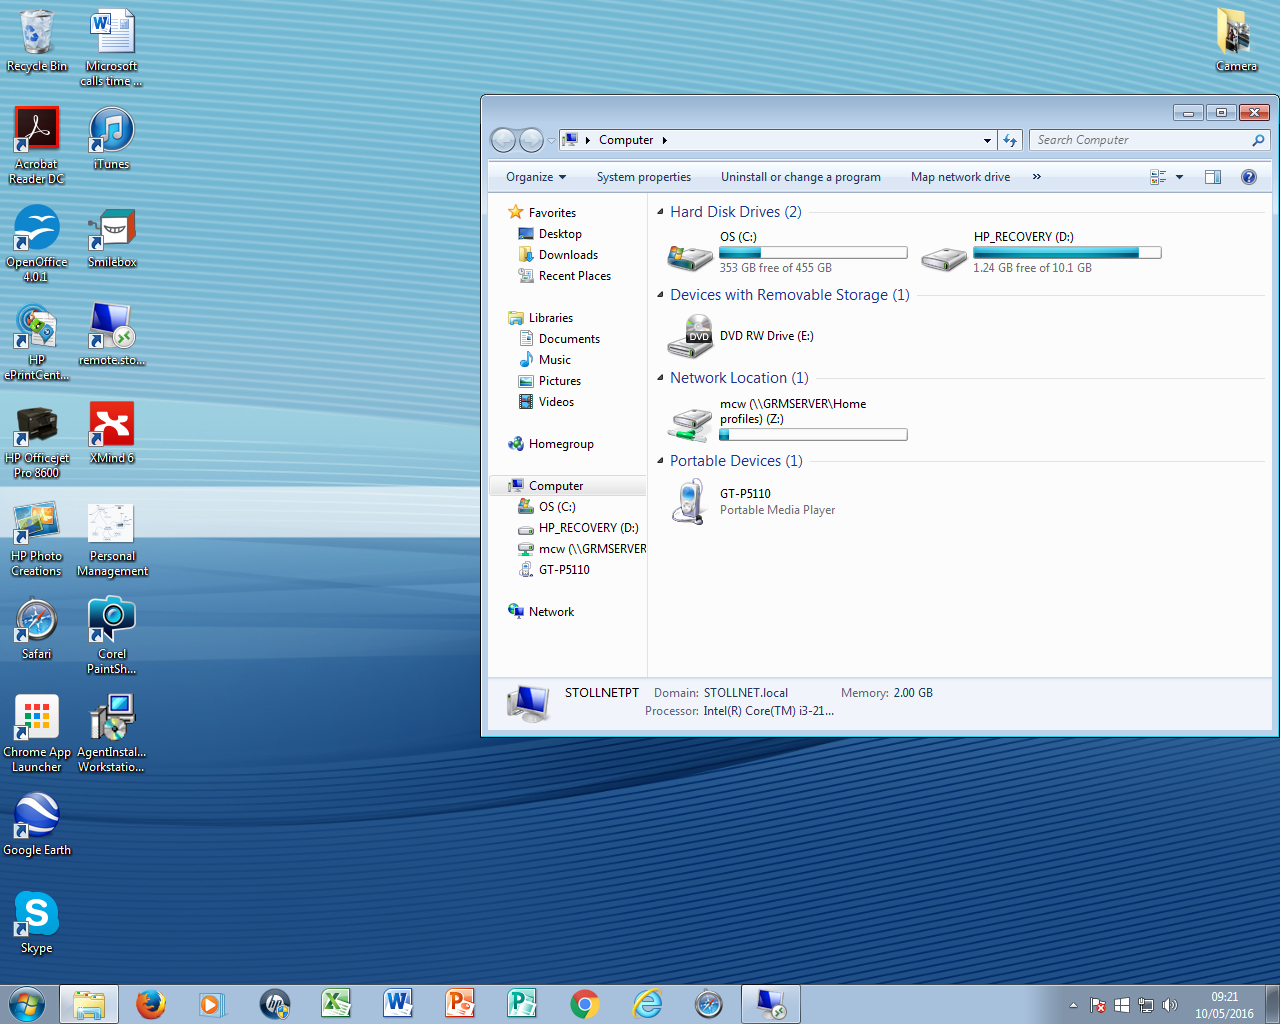 Recycle Bin
Microsoft
calls time ...
Camera
Acrobat
Reader DC
iTunes
OpenOffice
4.0.1
Smilebox
HP
ePrintCent...
remote.sto...
HP Officejet
Pro 8600
XMind 6
HP Photo
Creations
Personal
Management
Safari
Corel
PaintSh...
Chrome App
Launcher
AgentInstal...
Workstatio...
Google Earth
Skype
Computer
Search Computer
Organize
System properties
Uninstall or change a program
Map network drive
»
Favorites
Desktop
Downloads
Recent Places
Libraries
Documents
Music
Pictures
Videos
Homegroup
Computer
OS (C:)
HP_RECOVERY (D:)
mcw (\\GRMSERVER
GT-P5110
Network
Hard Disk Drives (2)
OS (C:)
353 GB free of 455 GB
HP_RECOVERY (D:)
1.24 GB free of 10.1 GB
Devices with Removable Storage (1)
DVD
DVD RW Drive (E:)
Network Location (1)
mcw (\\GRMSERVER\Home
profiles) (Z:)
Portable Devices (1)
GT-P5110
Portable Media Player
STOLLNETPT
Domain: STOLLNET.local
Memory: 2.00 GB
Processor: Intel(R) Core(TM) i3-21...
09:21
10/05/2016